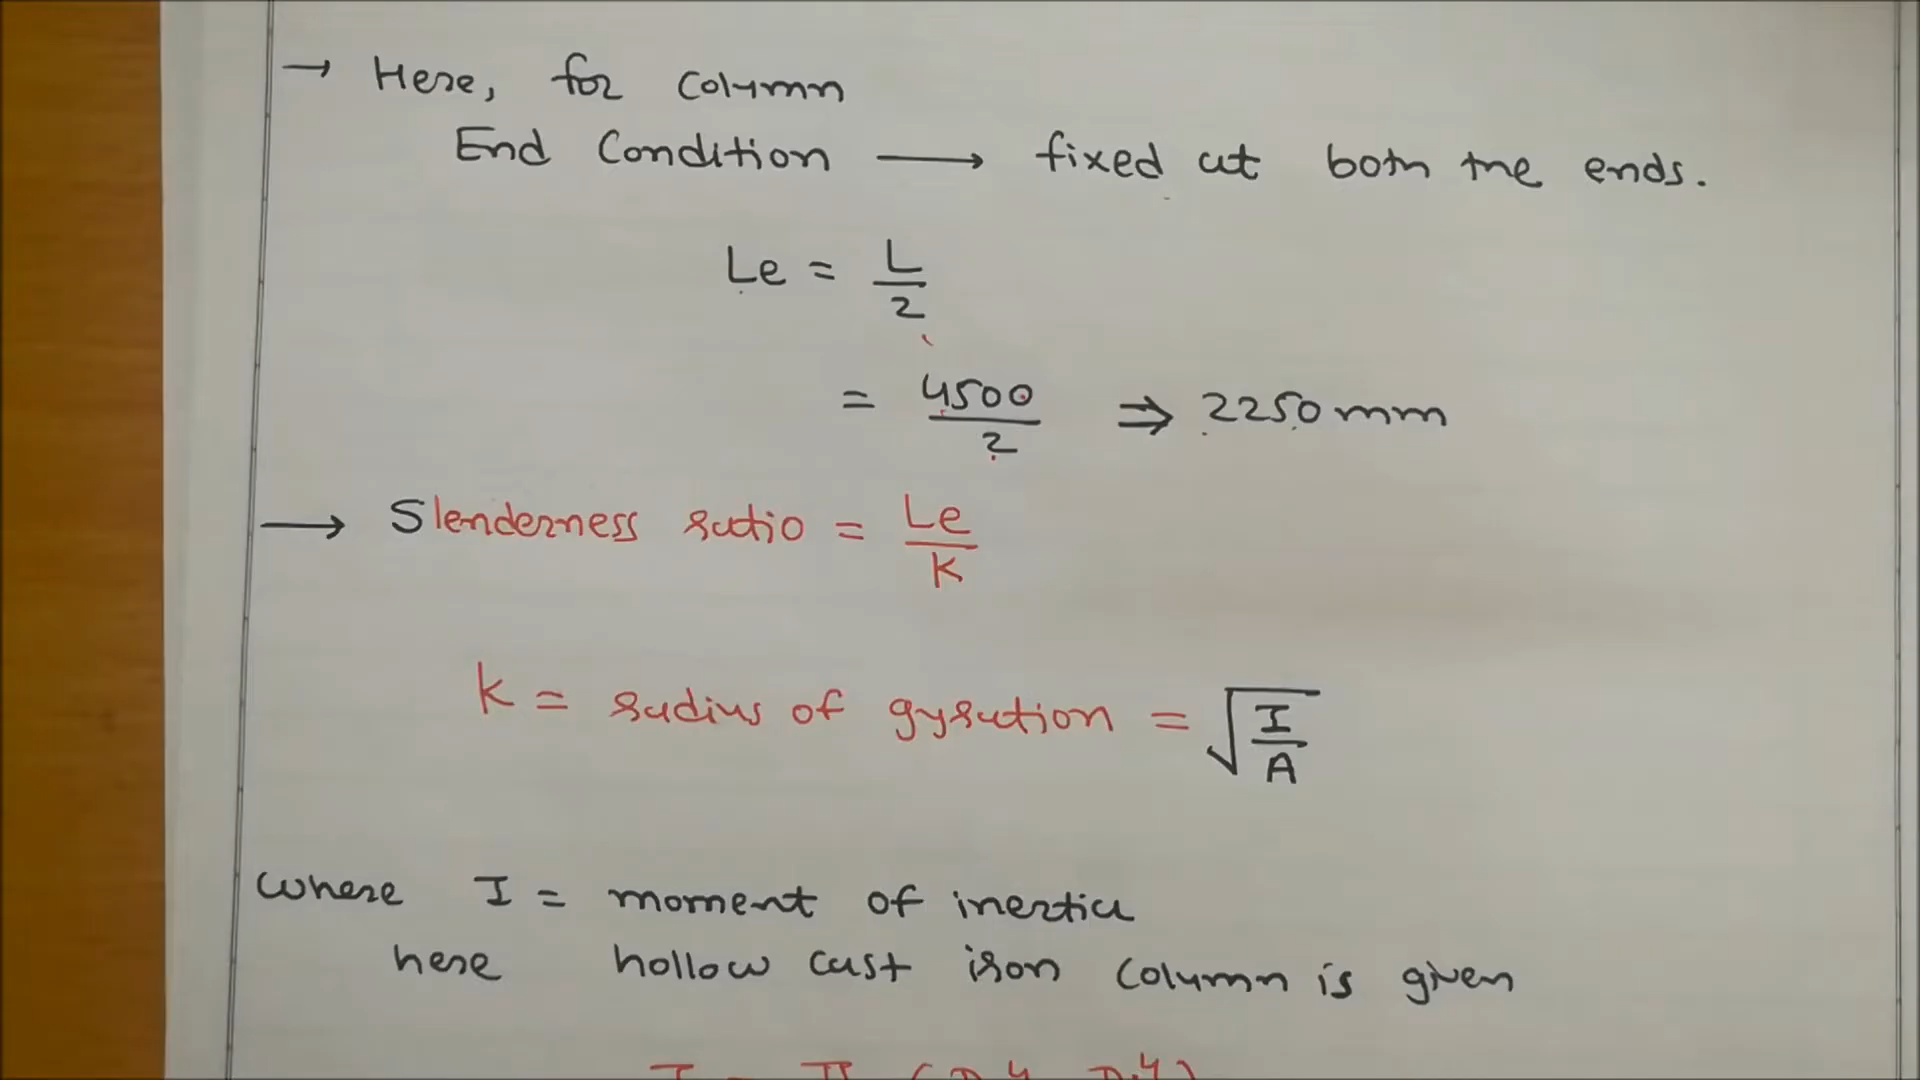 → Here, for column
End Condition → fixed at both the ends.
Le = L/2
= 4500/2 ⇒ 2250 mm
→ Slenderness ratio = Le/K
K = radius of gyration = √(I/A)
where I = moment of inertia
here hollow cast iron column is given